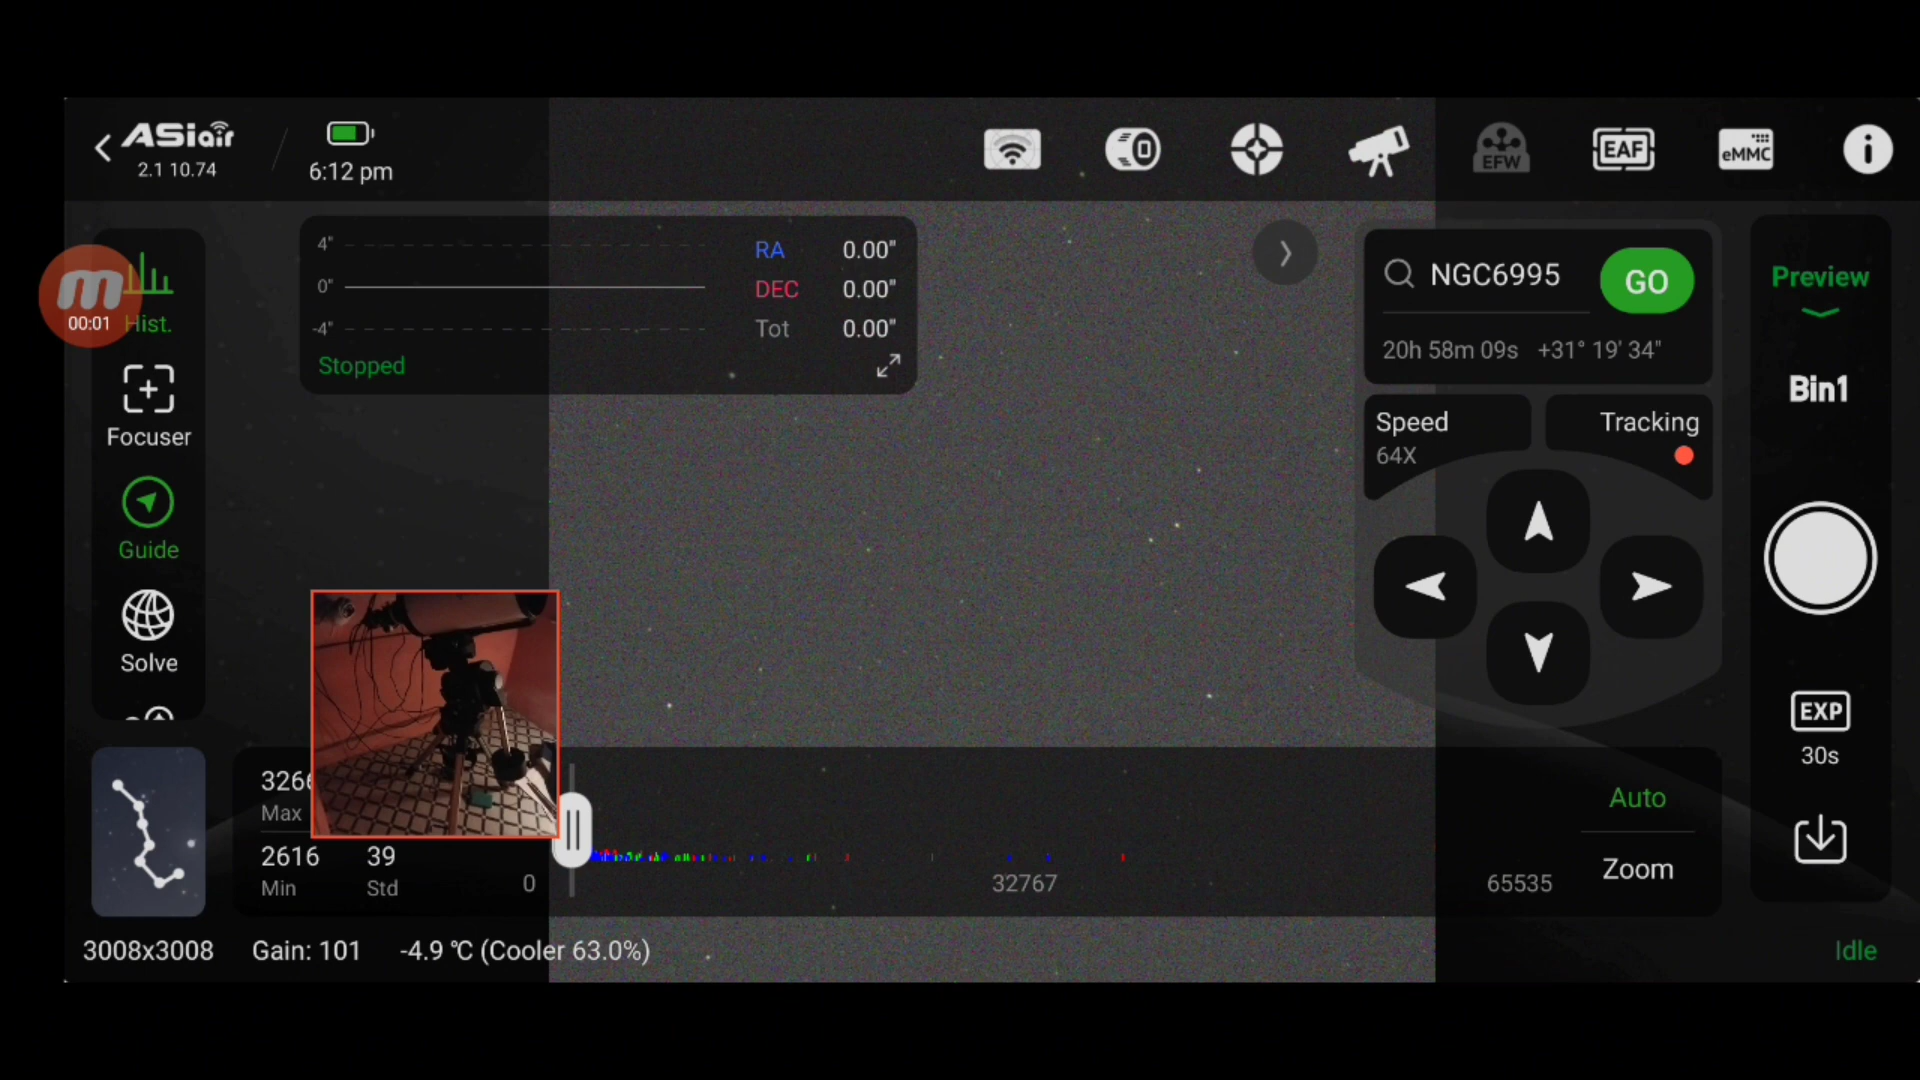 ASiair
2.1 10.74
6:12 pm
EFW
EAF
eMMC
00:01
Hist.
Focuser
Guide
Solve
4"
0"
-4"
RA 0.00"
DEC 0.00"
Tot 0.00"
Stopped
NGC6995
GO
20h 58m 09s +31° 19' 34"
Speed
64X
Tracking
Preview
Bin1
EXP
30s
Max
2616
Min
39
Std
0
32767
65535
Auto
Zoom
3008x3008
Gain: 101
-4.9 ℃ (Cooler 63.0%)
Idle